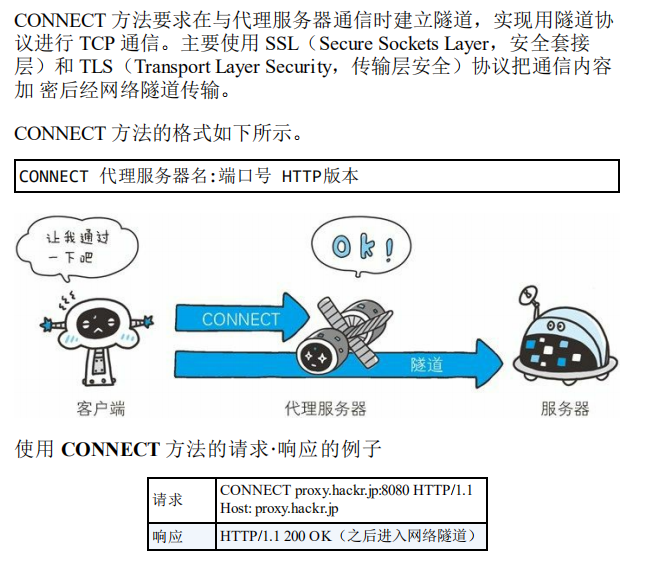 CONNECT 方法要求在与代理服务器通信时建立隧道，实现用隧道协
议进行 TCP 通信。主要使用 SSL（Secure Sockets Layer，安全套接
层）和 TLS（Transport Layer Security，传输层安全）协议把通信内容
加 密后经网络隧道传输。
CONNECT 方法的格式如下所示。
CONNECT 代理服务器名:端口号 HTTP版本
让我通过
一下吧
Ok!
CONNECT
隧道
客户端
代理服务器
服务器
使用 CONNECT 方法的请求·响应的例子
请求
CONNECT proxy.hackr.jp:8080 HTTP/1.1
Host: proxy.hackr.jp
响应
HTTP/1.1 200 OK（之后进入网络隧道）